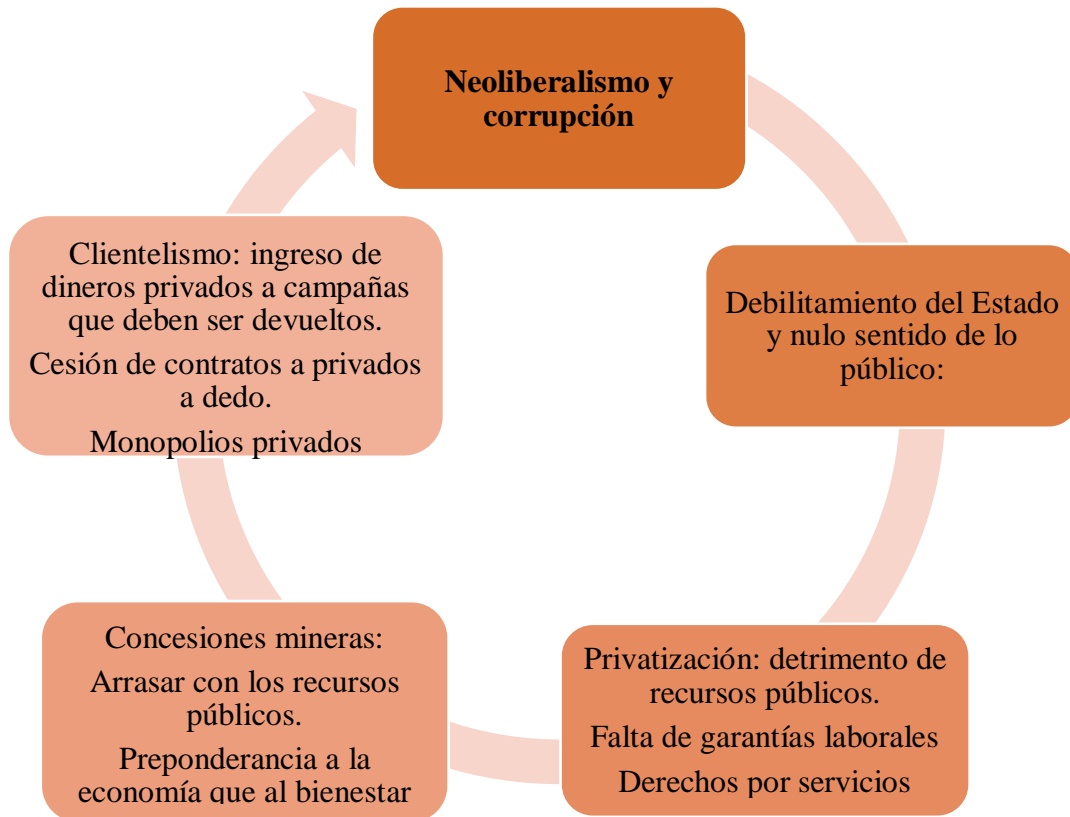 Neoliberalismo y
corrupción
Debilitamiento del Estado
y nulo sentido de lo
público:
Privatización: detrimento de
recursos públicos.
Falta de garantías laborales
Derechos por servicios
Concesiones mineras:
Arrasar con los recursos
públicos.
Preponderancia a la
economía que al bienestar
Clientelismo: ingreso de
dineros privados a campañas
que deben ser devueltos.
Cesión de contratos a privados
a dedo.
Monopolios privados